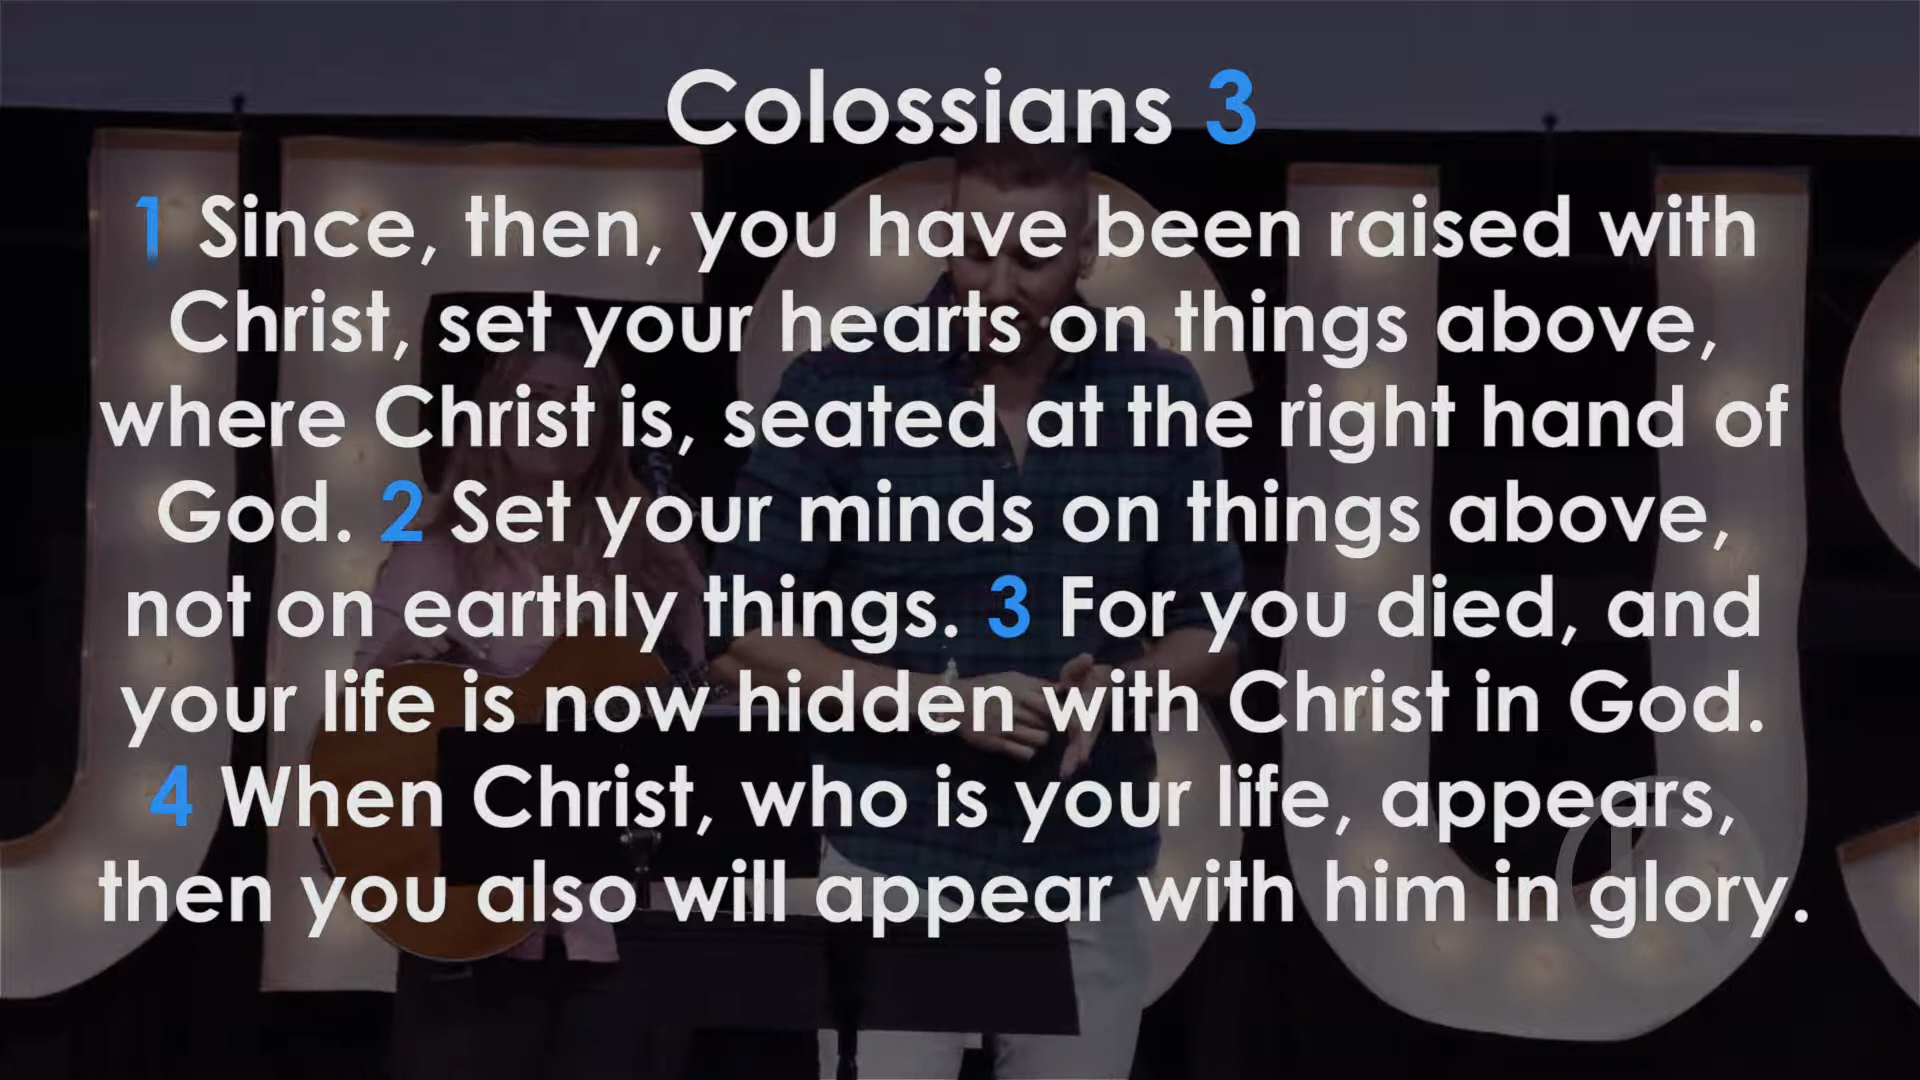 Colossians 3
1 Since, then, you have been raised with
Christ, set your hearts on things above,
where Christ is, seated at the right hand of
God. 2 Set your minds on things above,
not on earthly things. 3 For you died, and
your life is now hidden with Christ in God.
4 When Christ, who is your life, appears,
then you also will appear with him in glory.
JESUS